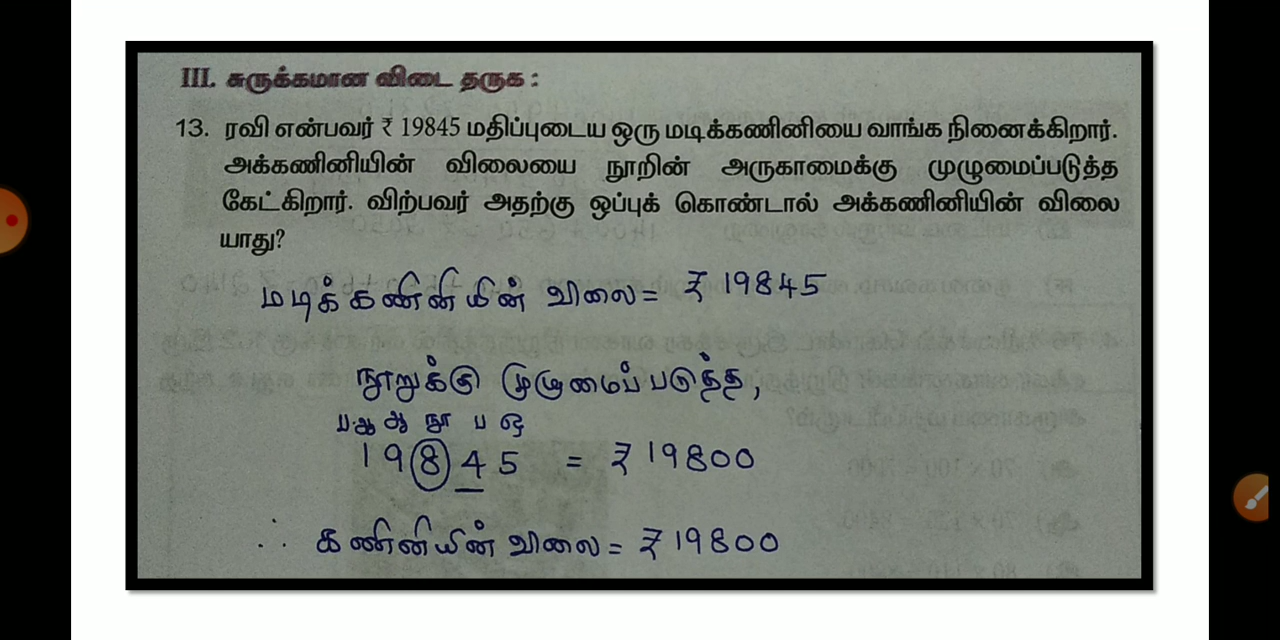 III. சுருக்கமான விடை தருக :
13. ரவி என்பவர் ₹ 19845 மதிப்புடைய ஒரு மடிக்கணினியை வாங்க நினைக்கிறார்.
அக்கணினியின் விலையை நூறின் அருகாமைக்கு முழுமைப்படுத்த
கேட்கிறார். விற்பவர் அதற்கு ஒப்புக் கொண்டால் அக்கணினியின் விலை
யாது?
மடிக்கணினியின் விலை = ₹ 19845
நூறுக்கு முழுமைப்படுத்த,
ப.ஆ ஆ நூ ப ஒ
19845 = ₹ 19800
∴ கணினியின் விலை = ₹ 19800